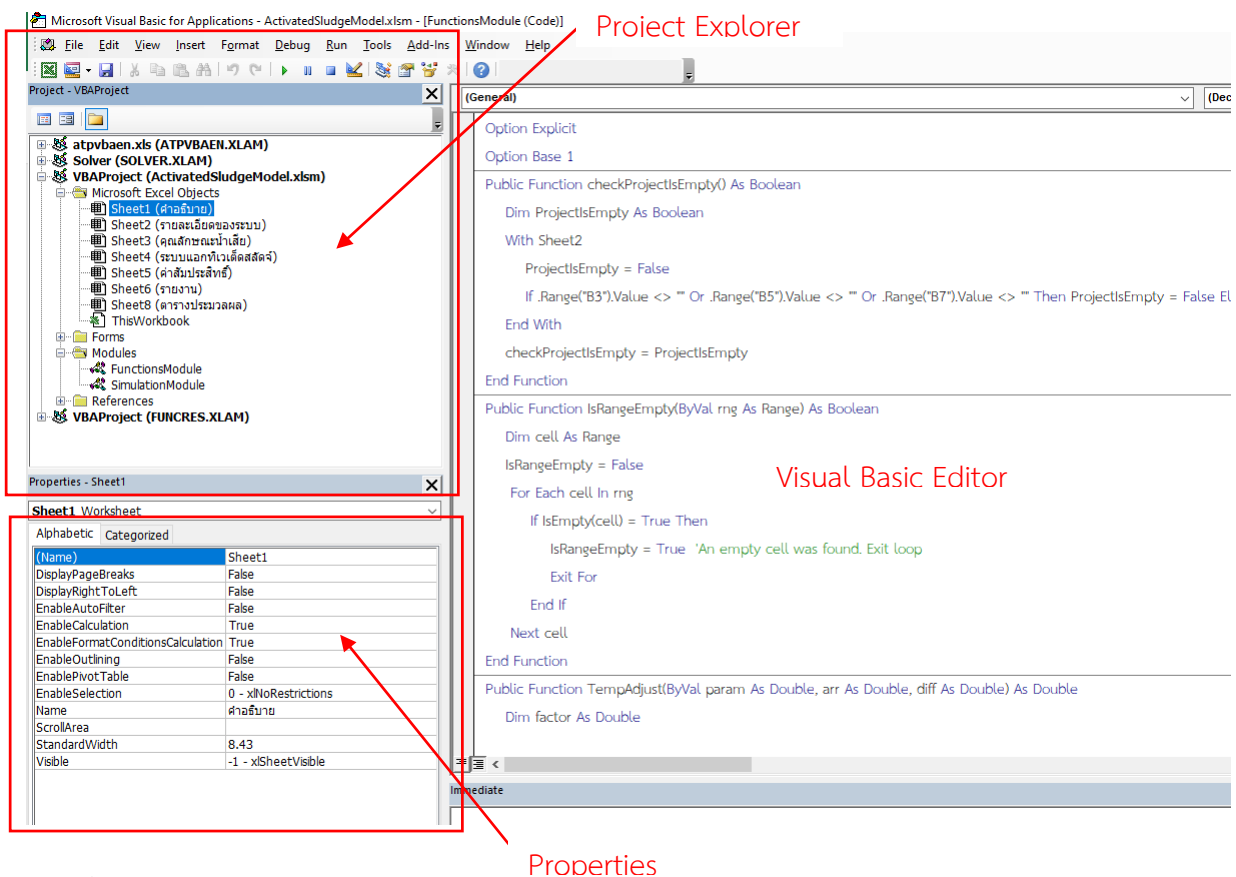 Microsoft Visual Basic for Applications - ActivatedSludgeModel.xlsm - [FunctionsModule (Code)]
Project Explorer
File Edit View Insert Format Debug Run Tools Add-Ins Window Help
Project - VBAProject
(General)
(Dec
atpvbaen.xls (ATPVBAEN.XLAM)
Solver (SOLVER.XLAM)
VBAProject (ActivatedSludgeModel.xlsm)
Microsoft Excel Objects
Sheet1 (คำอธิบาย)
Sheet2 (รายละเอียดของระบบ)
Sheet3 (คุณลักษณะน้ำเสีย)
Sheet4 (ระบบแอกทิเวเต็ดสลัดจ์)
Sheet5 (ค่าสัมประสิทธิ์)
Sheet6 (รายงาน)
Sheet8 (ตารางประมวลผล)
ThisWorkbook
Forms
Modules
FunctionsModule
SimulationModule
References
VBAProject (FUNCRES.XLAM)
Option Explicit
Option Base 1
Public Function checkProjectIsEmpty() As Boolean
Dim ProjectIsEmpty As Boolean
With Sheet2
ProjectIsEmpty = False
If .Range("B3").Value <> "" Or .Range("B5").Value <> "" Or .Range("B7").Value <> "" Then ProjectIsEmpty = False El
End With
checkProjectIsEmpty = ProjectIsEmpty
End Function
Public Function IsRangeEmpty(ByVal rng As Range) As Boolean
Dim cell As Range
IsRangeEmpty = False
For Each cell In rng
If IsEmpty(cell) = True Then
IsRangeEmpty = True 'An empty cell was found. Exit loop
Exit For
End If
Next cell
End Function
Public Function TempAdjust(ByVal param As Double, arr As Double, diff As Double) As Double
Dim factor As Double
Visual Basic Editor
Properties - Sheet1
Sheet1 Worksheet
Alphabetic Categorized
(Name) Sheet1
DisplayPageBreaks False
DisplayRightToLeft False
EnableAutoFilter False
EnableCalculation True
EnableFormatConditionsCalculation True
EnableOutlining False
EnablePivotTable False
EnableSelection 0 - xlNoRestrictions
Name คำอธิบาย
ScrollArea
StandardWidth 8.43
Visible -1 - xlSheetVisible
Immediate
Properties